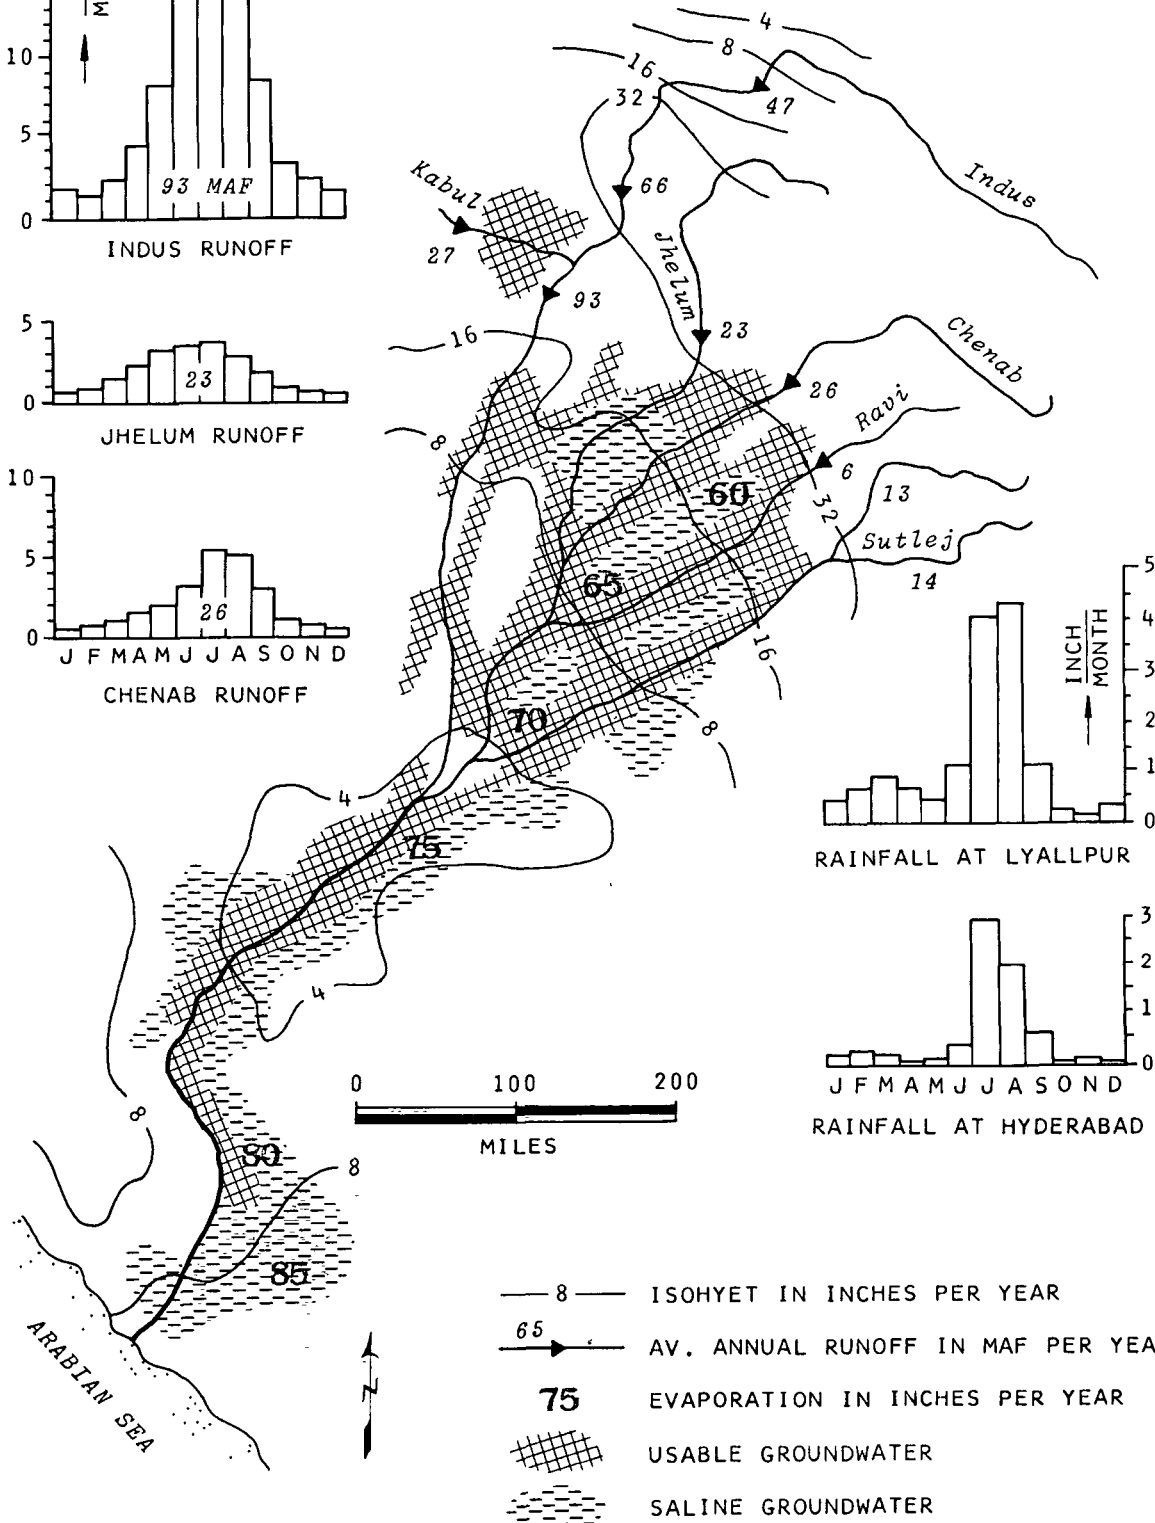 M
10
5
0
93 MAF
INDUS RUNOFF
5
0
23
JHELUM RUNOFF
10
5
0
26
J F M A M J J A S O N D
CHENAB RUNOFF
4
8
16
32
47
66
Indus
Kabul
27
93
Jhelum
23
16
8
Chenab
26
Ravi
6
13
32
Sutlej
14
60
65
16
70
8
4
75
4
8
80
8
85
ARABIAN SEA
0 100 200
MILES
5
4
3
2
1
0
INCH
MONTH
RAINFALL AT LYALLPUR
3
2
1
0
J F M A M J J A S O N D
RAINFALL AT HYDERABAD
N
8 ISOHYET IN INCHES PER YEAR
65 AV. ANNUAL RUNOFF IN MAF PER YEA
75 EVAPORATION IN INCHES PER YEAR
USABLE GROUNDWATER
SALINE GROUNDWATER